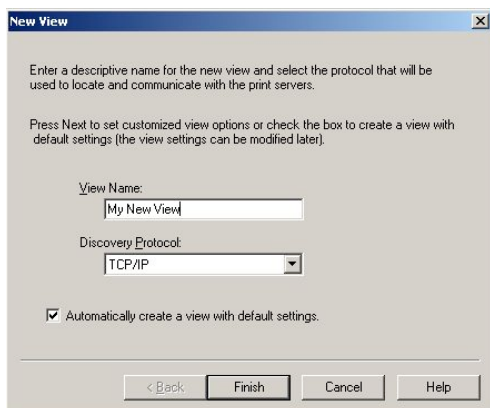 New View
Enter a descriptive name for the new view and select the protocol that will be
used to locate and communicate with the print servers.
Press Next to set customized view options or check the box to create a view with
default settings (the view settings can be modified later).
View Name:
My New View
Discovery Protocol:
TCP/IP
Automatically create a view with default settings.
< Back
Finish
Cancel
Help